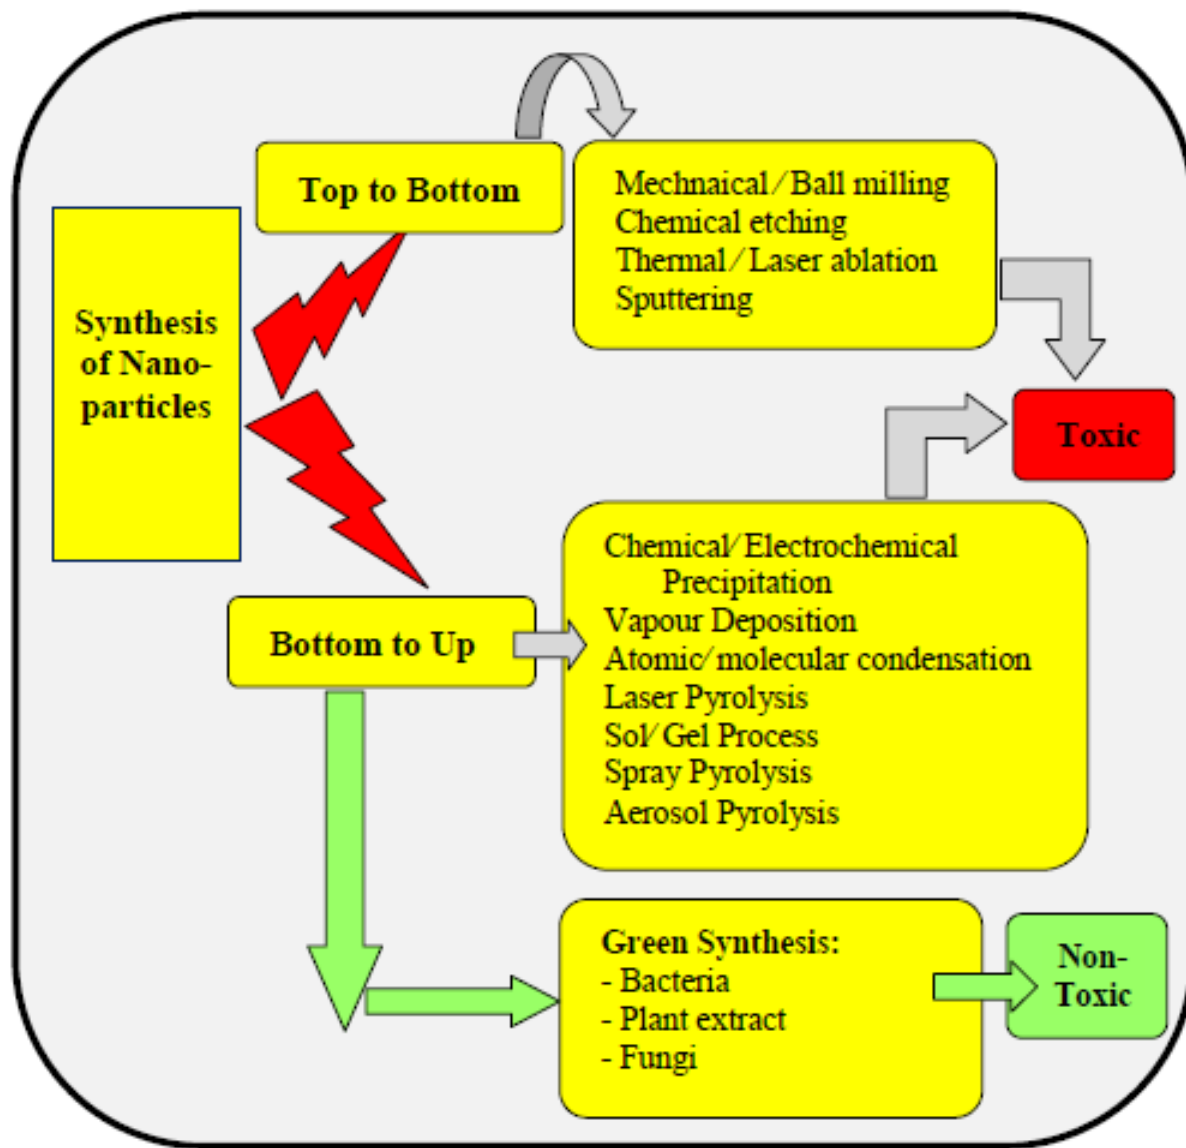 Top to Bottom
Mechnaical ⁄ Ball milling
Chemical etching
Thermal ⁄ Laser ablation
Sputtering
Synthesis
of Nano-
particles
Toxic
Chemical ⁄ Electrochemical
Precipitation
Vapour Deposition
Atomic ⁄ molecular condensation
Laser Pyrolysis
Sol ⁄ Gel Process
Spray Pyrolysis
Aerosol Pyrolysis
Bottom to Up
Green Synthesis:
- Bacteria
- Plant extract
- Fungi
Non-
Toxic